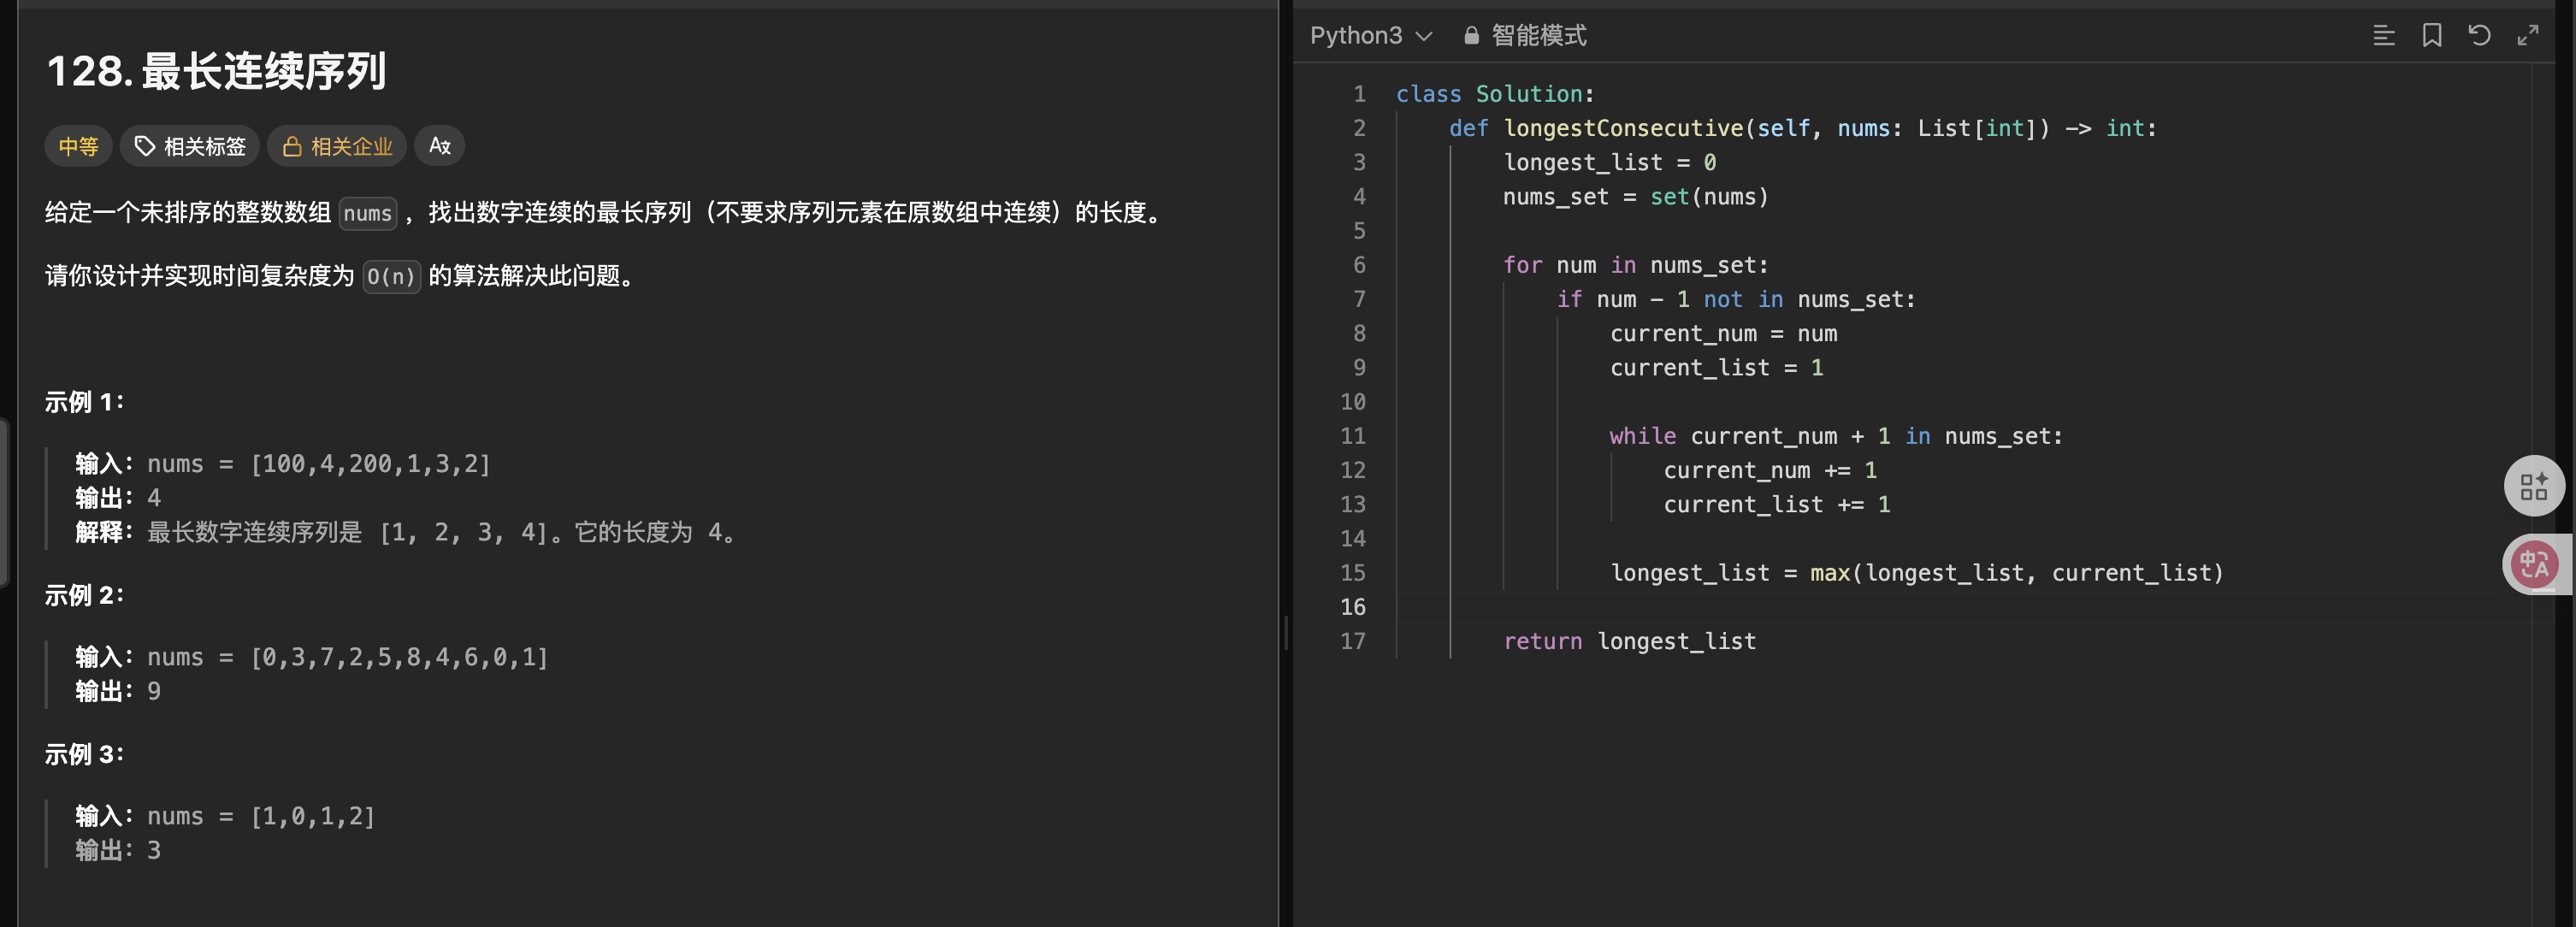 128. 最长连续序列
中等 相关标签 相关企业 Aあ
给定一个未排序的整数数组 nums ，找出数字连续的最长序列（不要求序列元素在原数组中连续）的长度。
请你设计并实现时间复杂度为 O(n) 的算法解决此问题。
示例 1：
输入：nums = [100,4,200,1,3,2]
输出：4
解释：最长数字连续序列是 [1, 2, 3, 4]。它的长度为 4。
示例 2：
输入：nums = [0,3,7,2,5,8,4,6,0,1]
输出：9
示例 3：
输入：nums = [1,0,1,2]
输出：3
Python3 智能模式
1 class Solution:
2     def longestConsecutive(self, nums: List[int]) -> int:
3         longest_list = 0
4         nums_set = set(nums)
5
6         for num in nums_set:
7             if num - 1 not in nums_set:
8                 current_num = num
9                 current_list = 1
10
11                 while current_num + 1 in nums_set:
12                     current_num += 1
13                     current_list += 1
14
15                 longest_list = max(longest_list, current_list)
16
17         return longest_list
中A